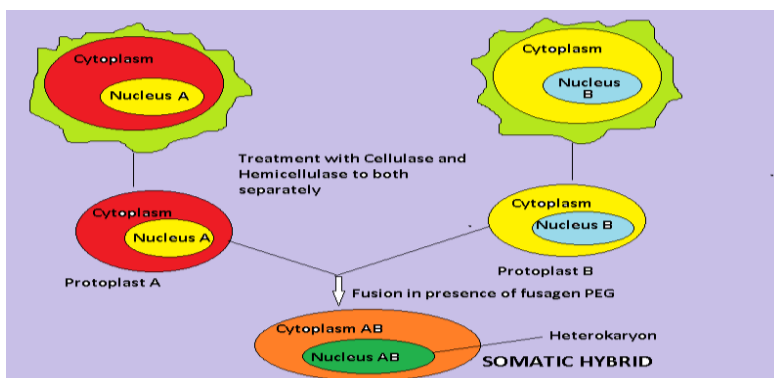 Cytoplasm
Nucleus A
Cytoplasm
Nucleus
B
Treatment with Cellulase and
Hemicellulase to both
separately
Cytoplasm
Nucleus A
Protoplast A
Cytoplasm
Nucleus B
Protoplast B
Fusion in presence of fusagen PEG
Cytoplasm AB
Nucleus AB
Heterokaryon
SOMATIC HYBRID